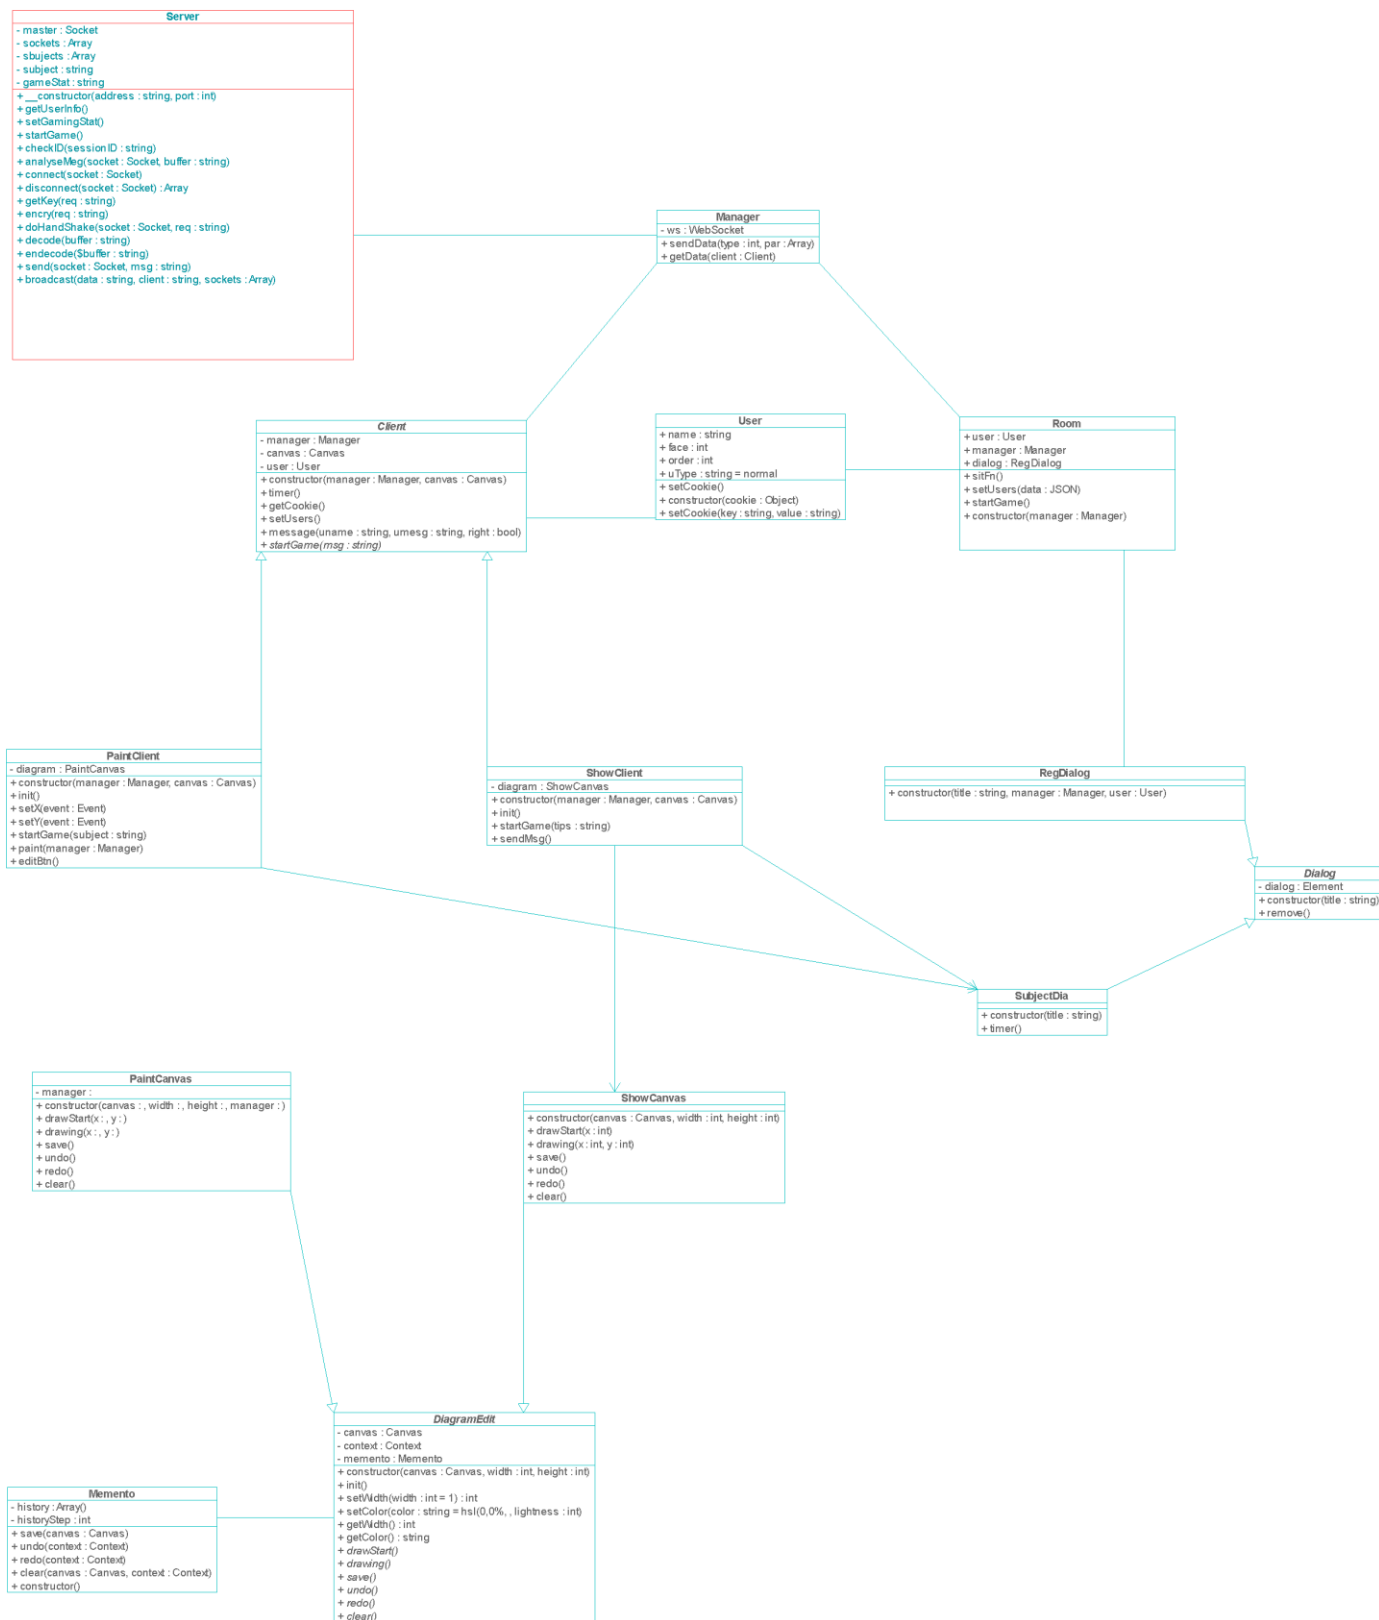 Server
- master : Socket
- sockets : Array
- sbujects : Array
- subject : string
- gameStat : string
+ __constructor(address : string, port : int)
+ getUserInfo()
+ setGamingStat()
+ startGame()
+ checkID(sessionID : string)
+ analyseMeg(socket : Socket, buffer : string)
+ connect(socket : Socket)
+ disconnect(socket : Socket) : Array
+ getKey(req : string)
+ encry(req : string)
+ doHandShake(socket : Socket, req : string)
+ decode(buffer : string)
+ endecode($buffer : string)
+ send(socket : Socket, msg : string)
+ broadcast(data : string, client : string, sockets : Array)
Manager
- ws : WebSocket
+ sendData(type : int, par : Array)
+ getData(client : Client)
Client
- manager : Manager
- canvas : Canvas
- user : User
+ constructor(manager : Manager, canvas : Canvas)
+ timer()
+ getCookie()
+ setUsers()
+ message(uname : string, umesg : string, right : bool)
+ startGame(msg : string)
User
+ name : string
+ face : int
+ order : int
+ uType : string = normal
+ setCookie()
+ constructor(cookie : Object)
+ setCookie(key : string, value : string)
Room
+ user : User
+ manager : Manager
+ dialog : RegDialog
+ sitFn()
+ setUsers(data : JSON)
+ startGame()
+ constructor(manager : Manager)
PaintClient
- diagram : PaintCanvas
+ constructor(manager : Manager, canvas : Canvas)
+ init()
+ setX(event : Event)
+ setY(event : Event)
+ startGame(subject : string)
+ paint(manager : Manager)
+ editBtn()
ShowClient
- diagram : ShowCanvas
+ constructor(manager : Manager, canvas : Canvas)
+ init()
+ startGame(tips : string)
+ sendMsg()
RegDialog
+ constructor(title : string, manager : Manager, user : User)
Dialog
- dialog : Element
+ constructor(title : string)
+ remove()
SubjectDia
+ constructor(title : string)
+ timer()
PaintCanvas
- manager :
+ constructor(canvas : , width : , height : , manager : )
+ drawStart(x : , y : )
+ drawing(x : , y : )
+ save()
+ undo()
+ redo()
+ clear()
ShowCanvas
+ constructor(canvas : Canvas, width : int, height : int)
+ drawStart(x : int)
+ drawing(x : int, y : int)
+ save()
+ undo()
+ redo()
+ clear()
DiagramEdit
- canvas : Canvas
- context : Context
- memento : Memento
+ constructor(canvas : Canvas, width : int, height : int)
+ init()
+ setWidth(width : int = 1) : int
+ setColor(color : string = hsl(0,0%, , lightness : int)
+ getWidth() : int
+ getColor() : string
+ drawStart()
+ drawing()
+ save()
+ undo()
+ redo()
+ clear()
Memento
- history : Array()
- historyStep : int
+ save(canvas : Canvas)
+ undo(context : Context)
+ redo(context : Context)
+ clear(canvas : Canvas, context : Context)
+ constructor()